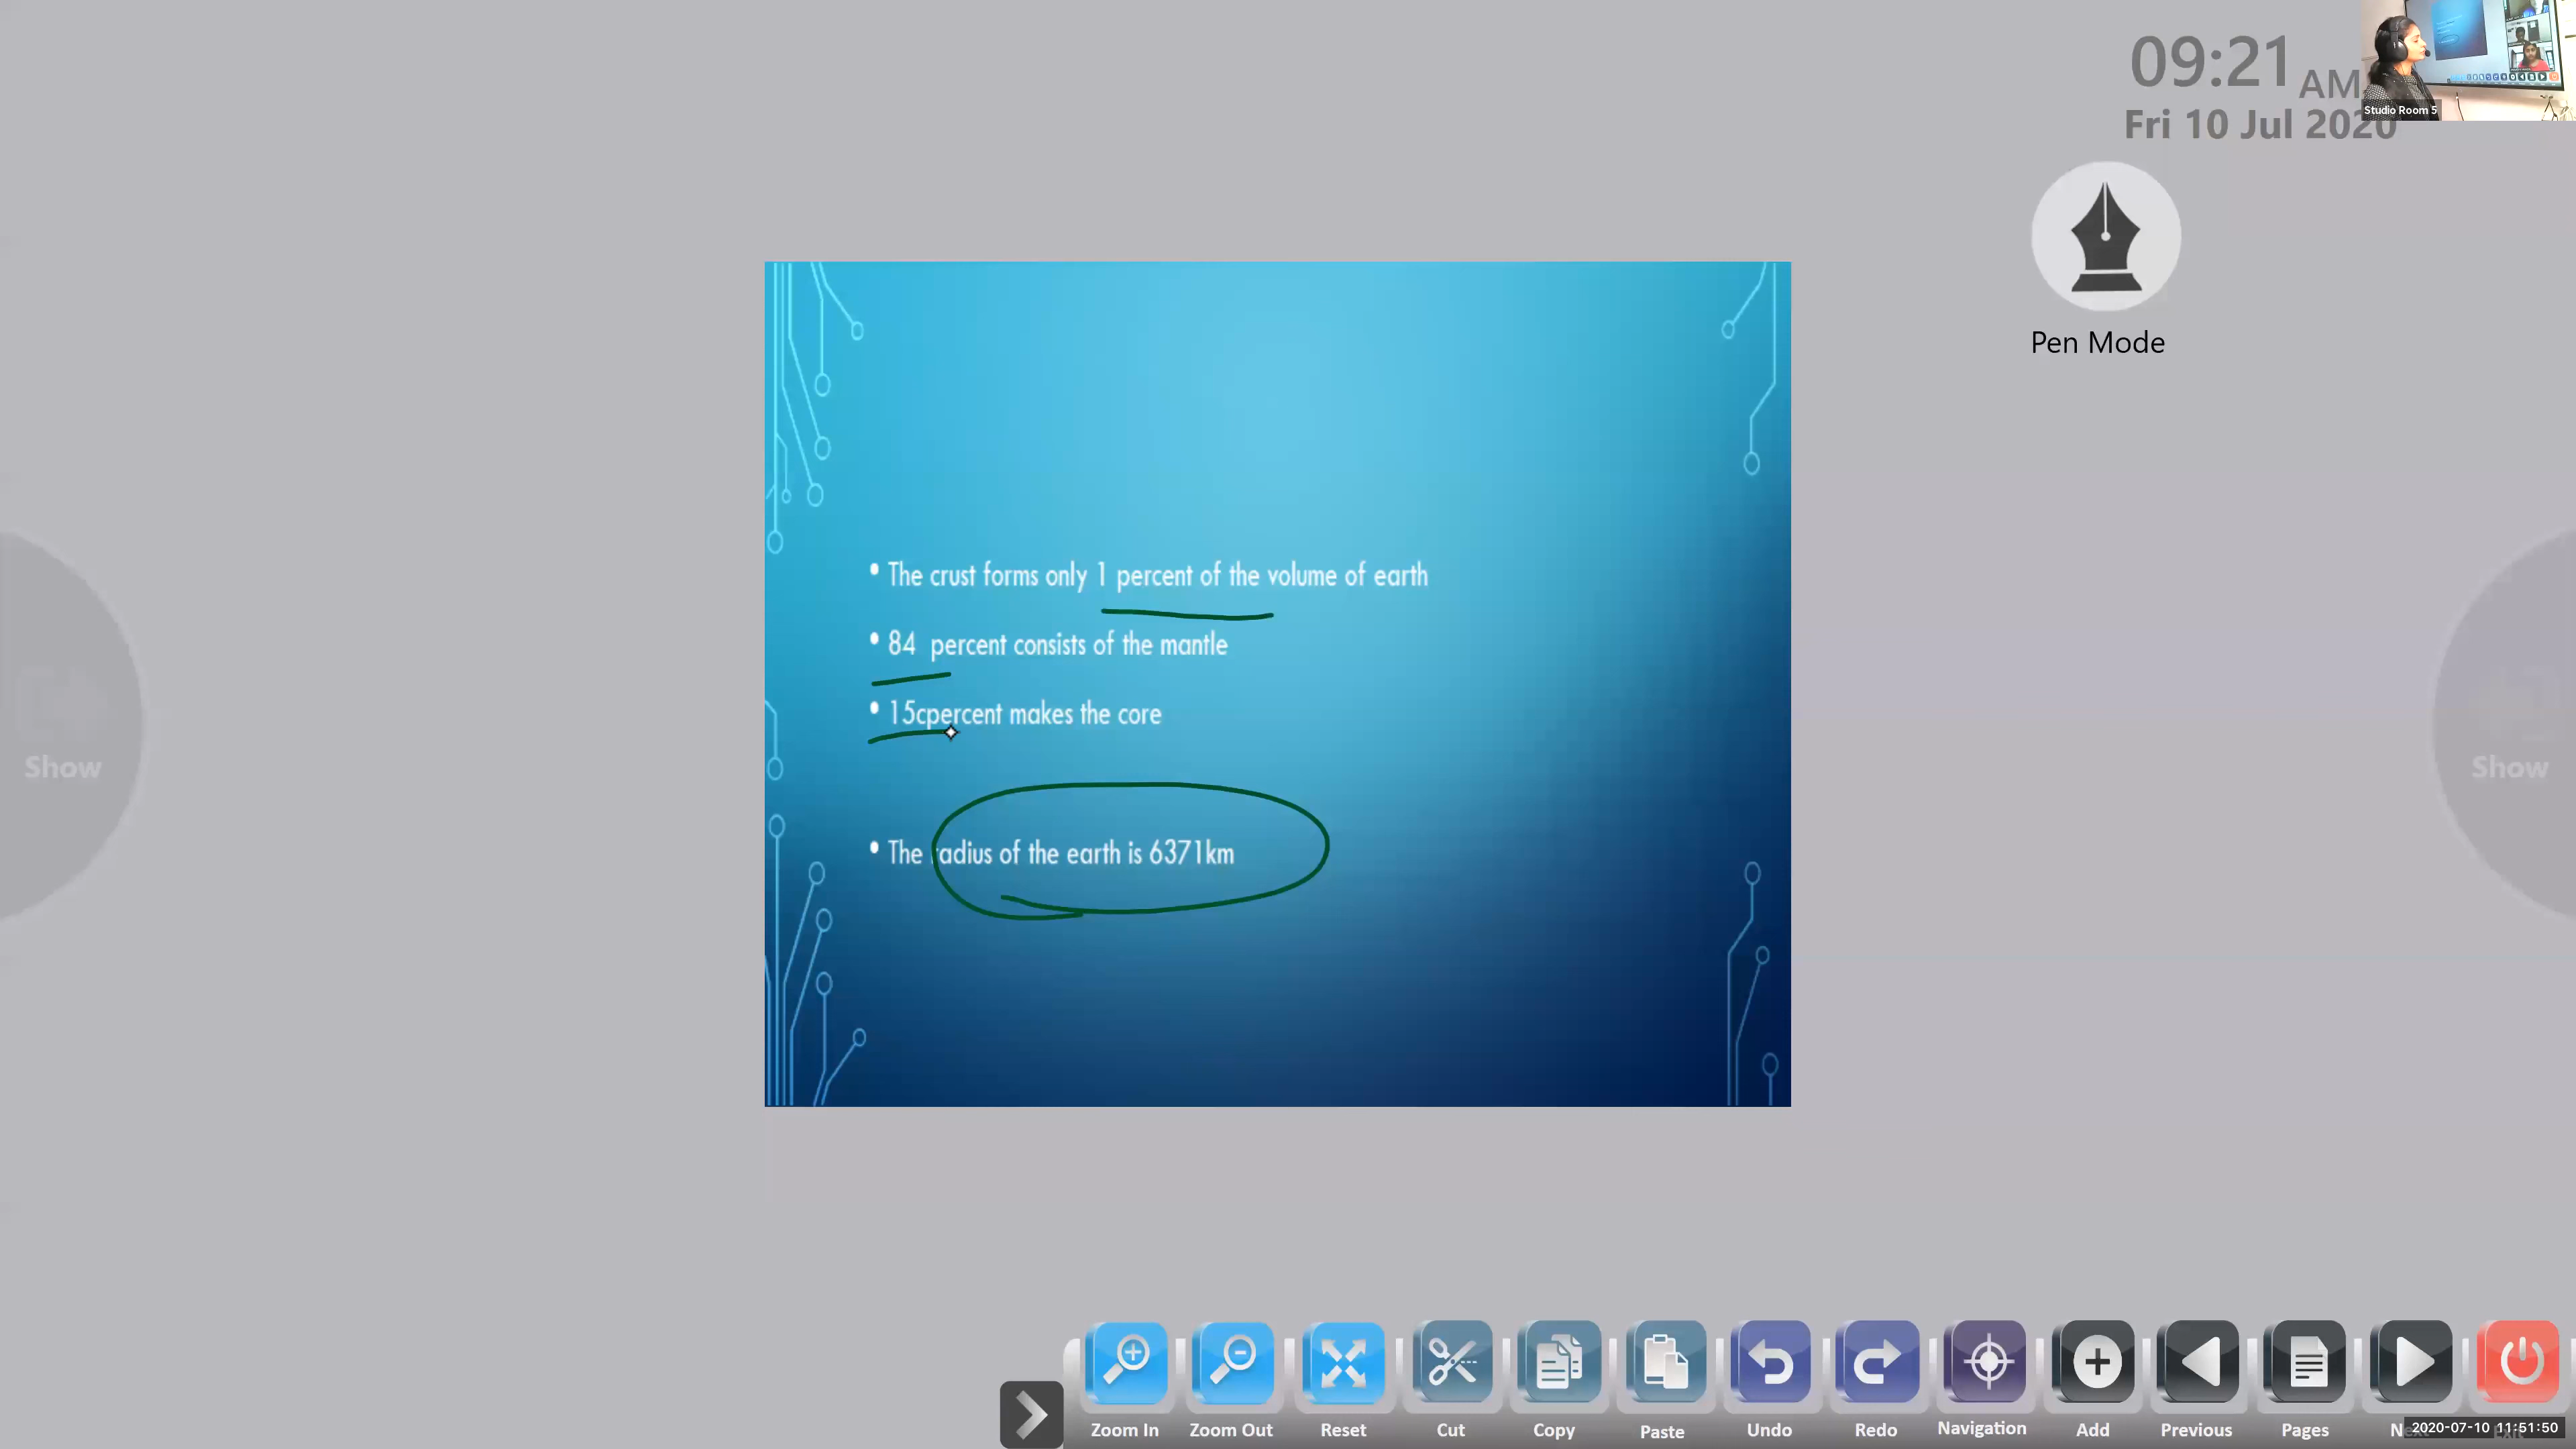 09:21 AM
Fri 10 Jul 2020
Studio Room 5
Pen Mode
• The crust forms only 1 percent of the volume of earth
• 84 percent consists of the mantle
• 15cpercent makes the core
• The radius of the earth is 6371km
Show
Show
Zoom In Zoom Out Reset Cut Copy Paste Undo Redo Navigation Add Previous Pages
2020-07-10 11:51:50